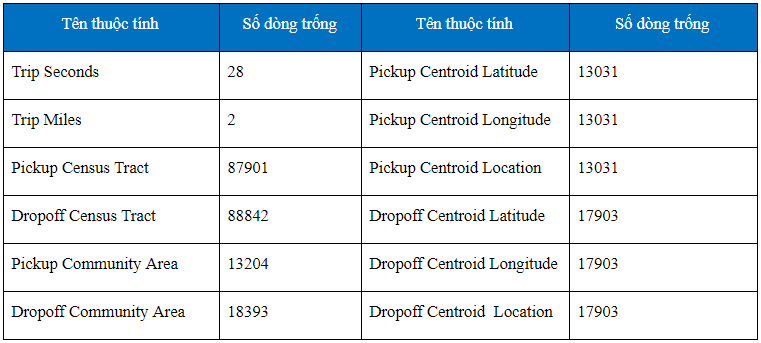 Tên thuộc tính Số dòng trống Tên thuộc tính Số dòng trống
Trip Seconds 28 Pickup Centroid Latitude 13031
Trip Miles 2 Pickup Centroid Longitude 13031
Pickup Census Tract 87901 Pickup Centroid Location 13031
Dropoff Census Tract 88842 Dropoff Centroid Latitude 17903
Pickup Community Area 13204 Dropoff Centroid Longitude 17903
Dropoff Community Area 18393 Dropoff Centroid  Location 17903